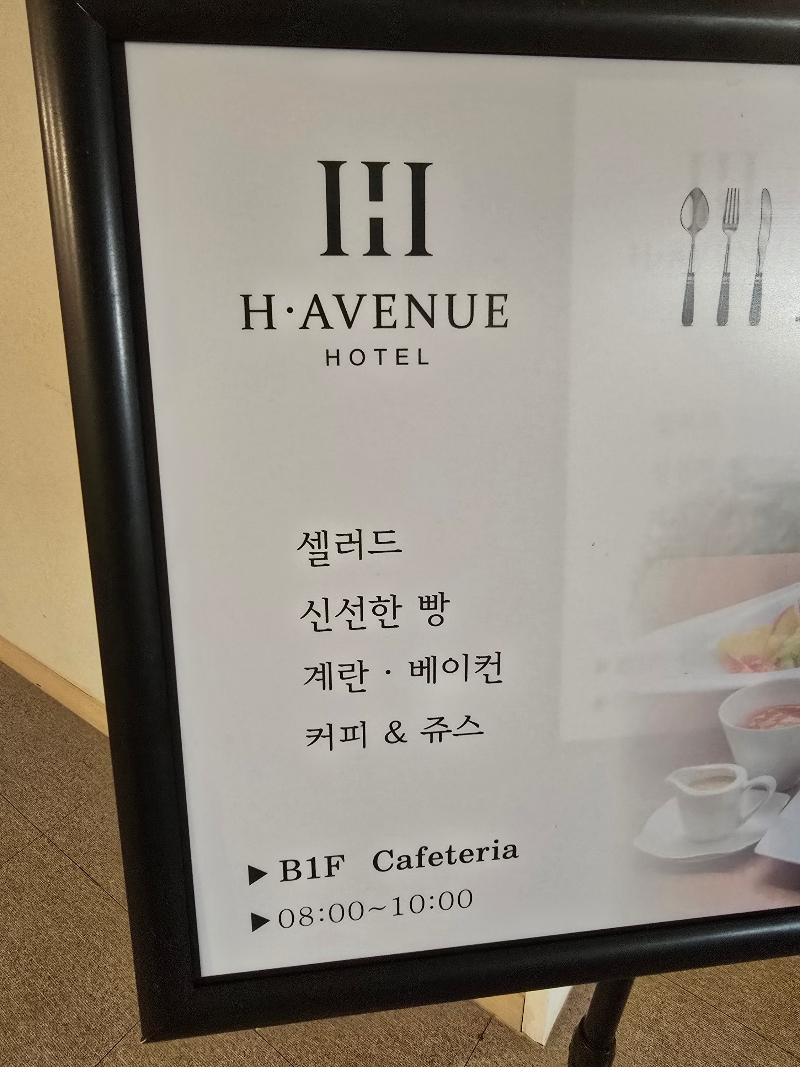 H·AVENUE
HOTEL
셀러드
신선한 빵
계란 · 베이컨
커피 & 쥬스
▶B1F Cafeteria
▶08:00~10:00